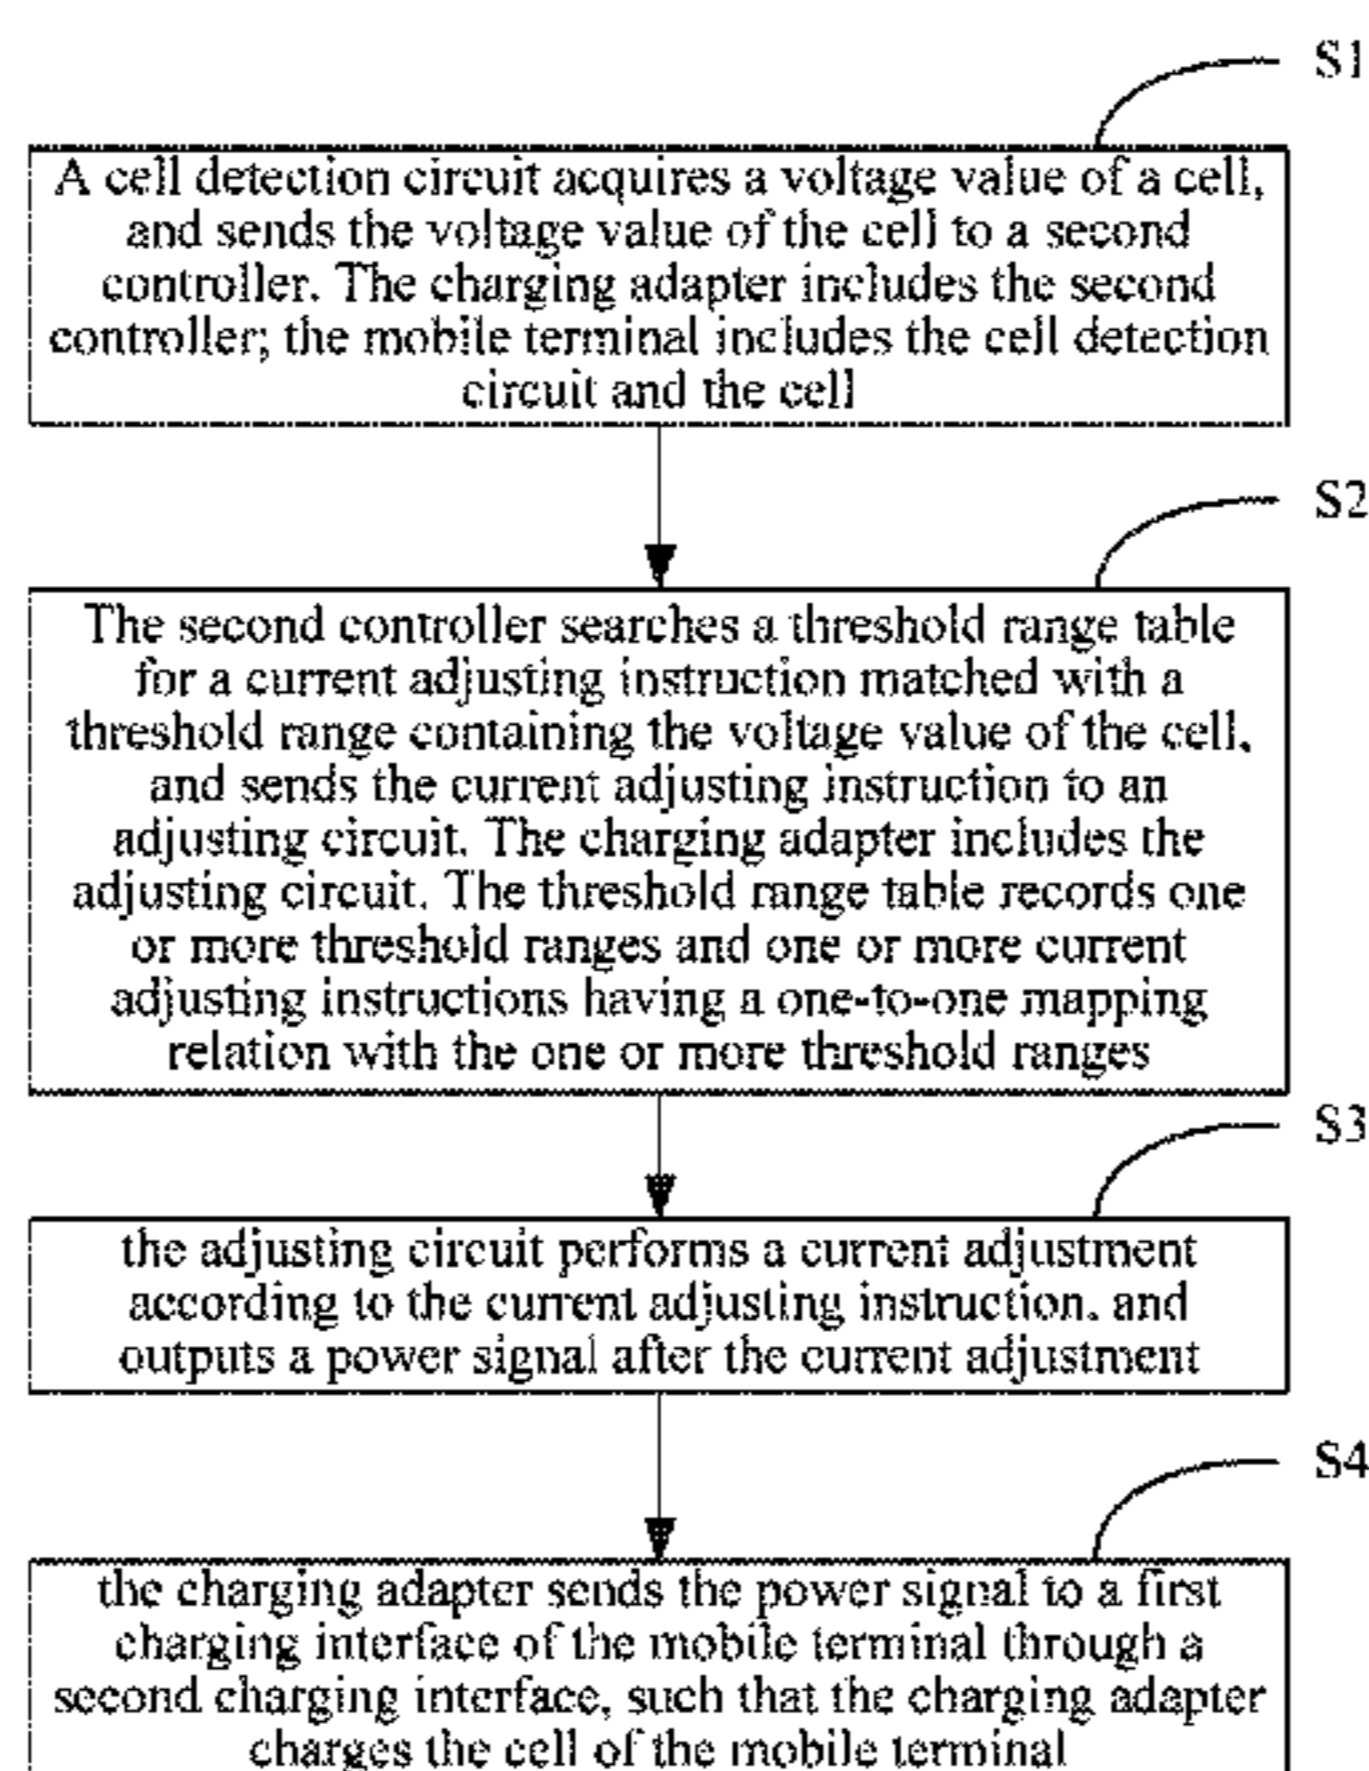 S1
A cell detection circuit acquires a voltage value of a cell,
and sends the voltage value of the cell to a second
controller. The charging adapter includes the second
controller; the mobile terminal includes the cell detection
circuit and the cell
S2
The second controller searches a threshold range table
for a current adjusting instruction matched with a
threshold range containing the voltage value of the cell,
and sends the current adjusting instruction to an
adjusting circuit. The charging adapter includes the
adjusting circuit. The threshold range table records one
or more threshold ranges and one or more current
adjusting instructions having a one-to-one mapping
relation with the one or more threshold ranges
S3
the adjusting circuit performs a current adjustment
according to the current adjusting instruction, and
outputs a power signal after the current adjustment
S4
the charging adapter sends the power signal to a first
charging interface of the mobile terminal through a
second charging interface, such that the charging adapter
charges the cell of the mobile terminal